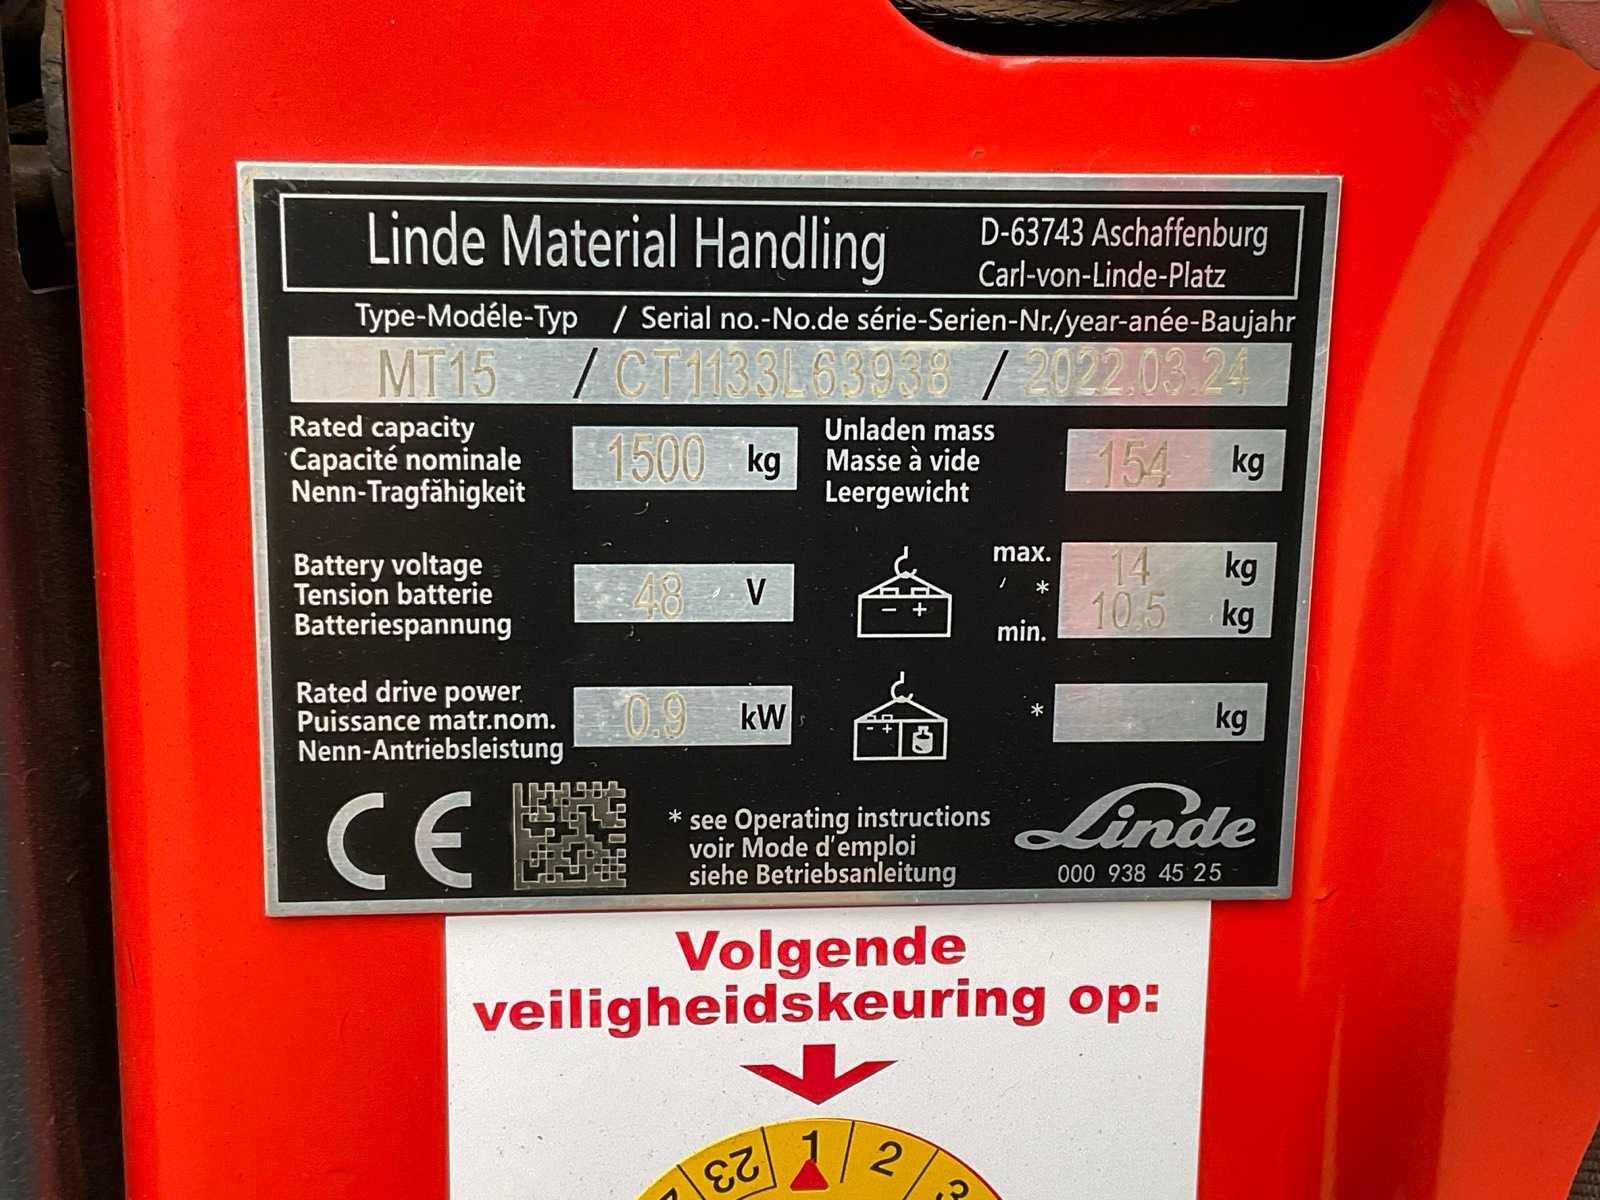 Linde Material Handling
D-63743 Aschaffenburg
Carl-von-Linde-Platz
Type-Modéle-Typ / Serial no.-No.de série-Serien-Nr./year-anée-Baujahr
MT15 / CT1133L63938 / 2022.03.24
Rated capacity
Capacité nominale
Nenn-Tragfähigkeit
1500 kg
Unladen mass
Masse à vide
Leergewicht
154 kg
Battery voltage
Tension batterie
Batteriespannung
48 V
- +
max. 14 kg
*
min. 10,5 kg
Rated drive power
Puissance matr.nom.
Nenn-Antriebsleistung
0.9 kW
- +
* kg
CE
* see Operating instructions
voir Mode d'emploi
siehe Betriebsanleitung
Linde
000 938 45 25
Volgende
veiligheidskeuring op:
23 1 2 3